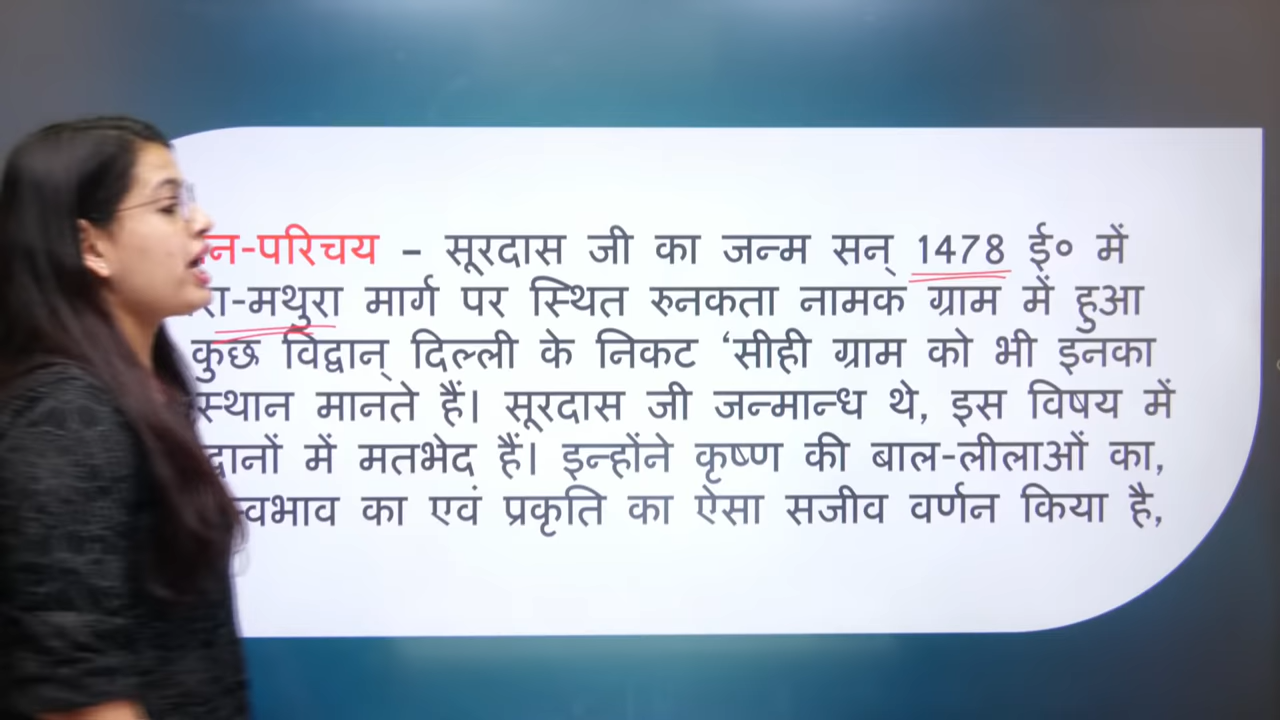 न-परिचय – सूरदास जी का जन्म सन् 1478 ई० में
रा-मथुरा मार्ग पर स्थित रुनकता नामक ग्राम में हुआ
कुछ विद्वान् दिल्ली के निकट ‘सीही ग्राम को भी इनका
स्थान मानते हैं। सूरदास जी जन्मान्ध थे, इस विषय में
द्वानों में मतभेद हैं। इन्होंने कृष्ण की बाल-लीलाओं का,
स्वभाव का एवं प्रकृति का ऐसा सजीव वर्णन किया है,